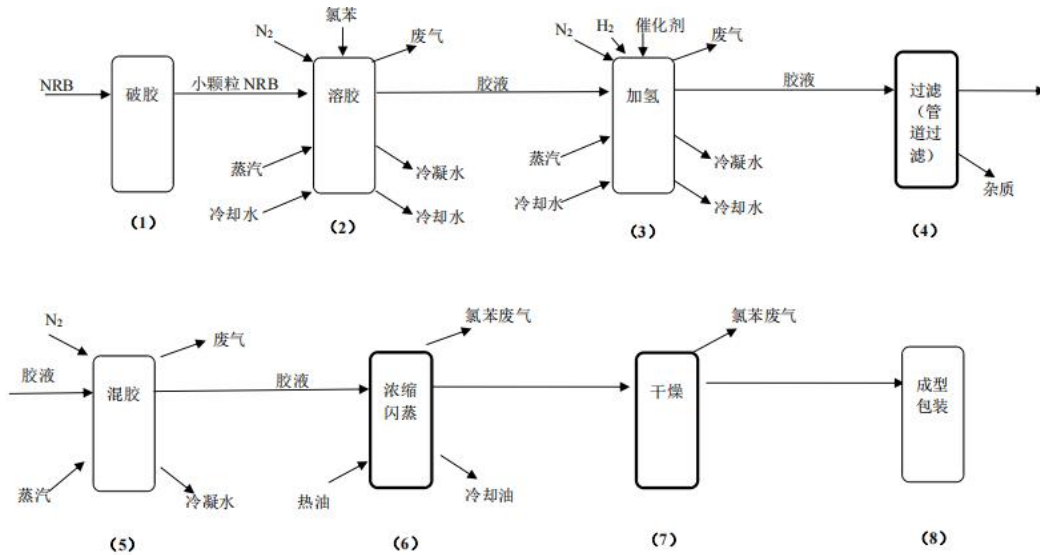 氯苯
N₂
废气
NRB
破胶
小颗粒 NRB
溶胶
胶液
蒸汽
冷凝水
冷却水
冷却水
(1)
(2)
H₂
催化剂
N₂
废气
加氢
胶液
蒸汽
冷凝水
冷却水
冷却水
(3)
过滤
（管
道过
滤）
杂质
(4)
N₂
废气
胶液
混胶
胶液
蒸汽
冷凝水
(5)
氯苯废气
浓缩
闪蒸
热油
冷却油
(6)
氯苯废气
干燥
(7)
成型
包装
(8)